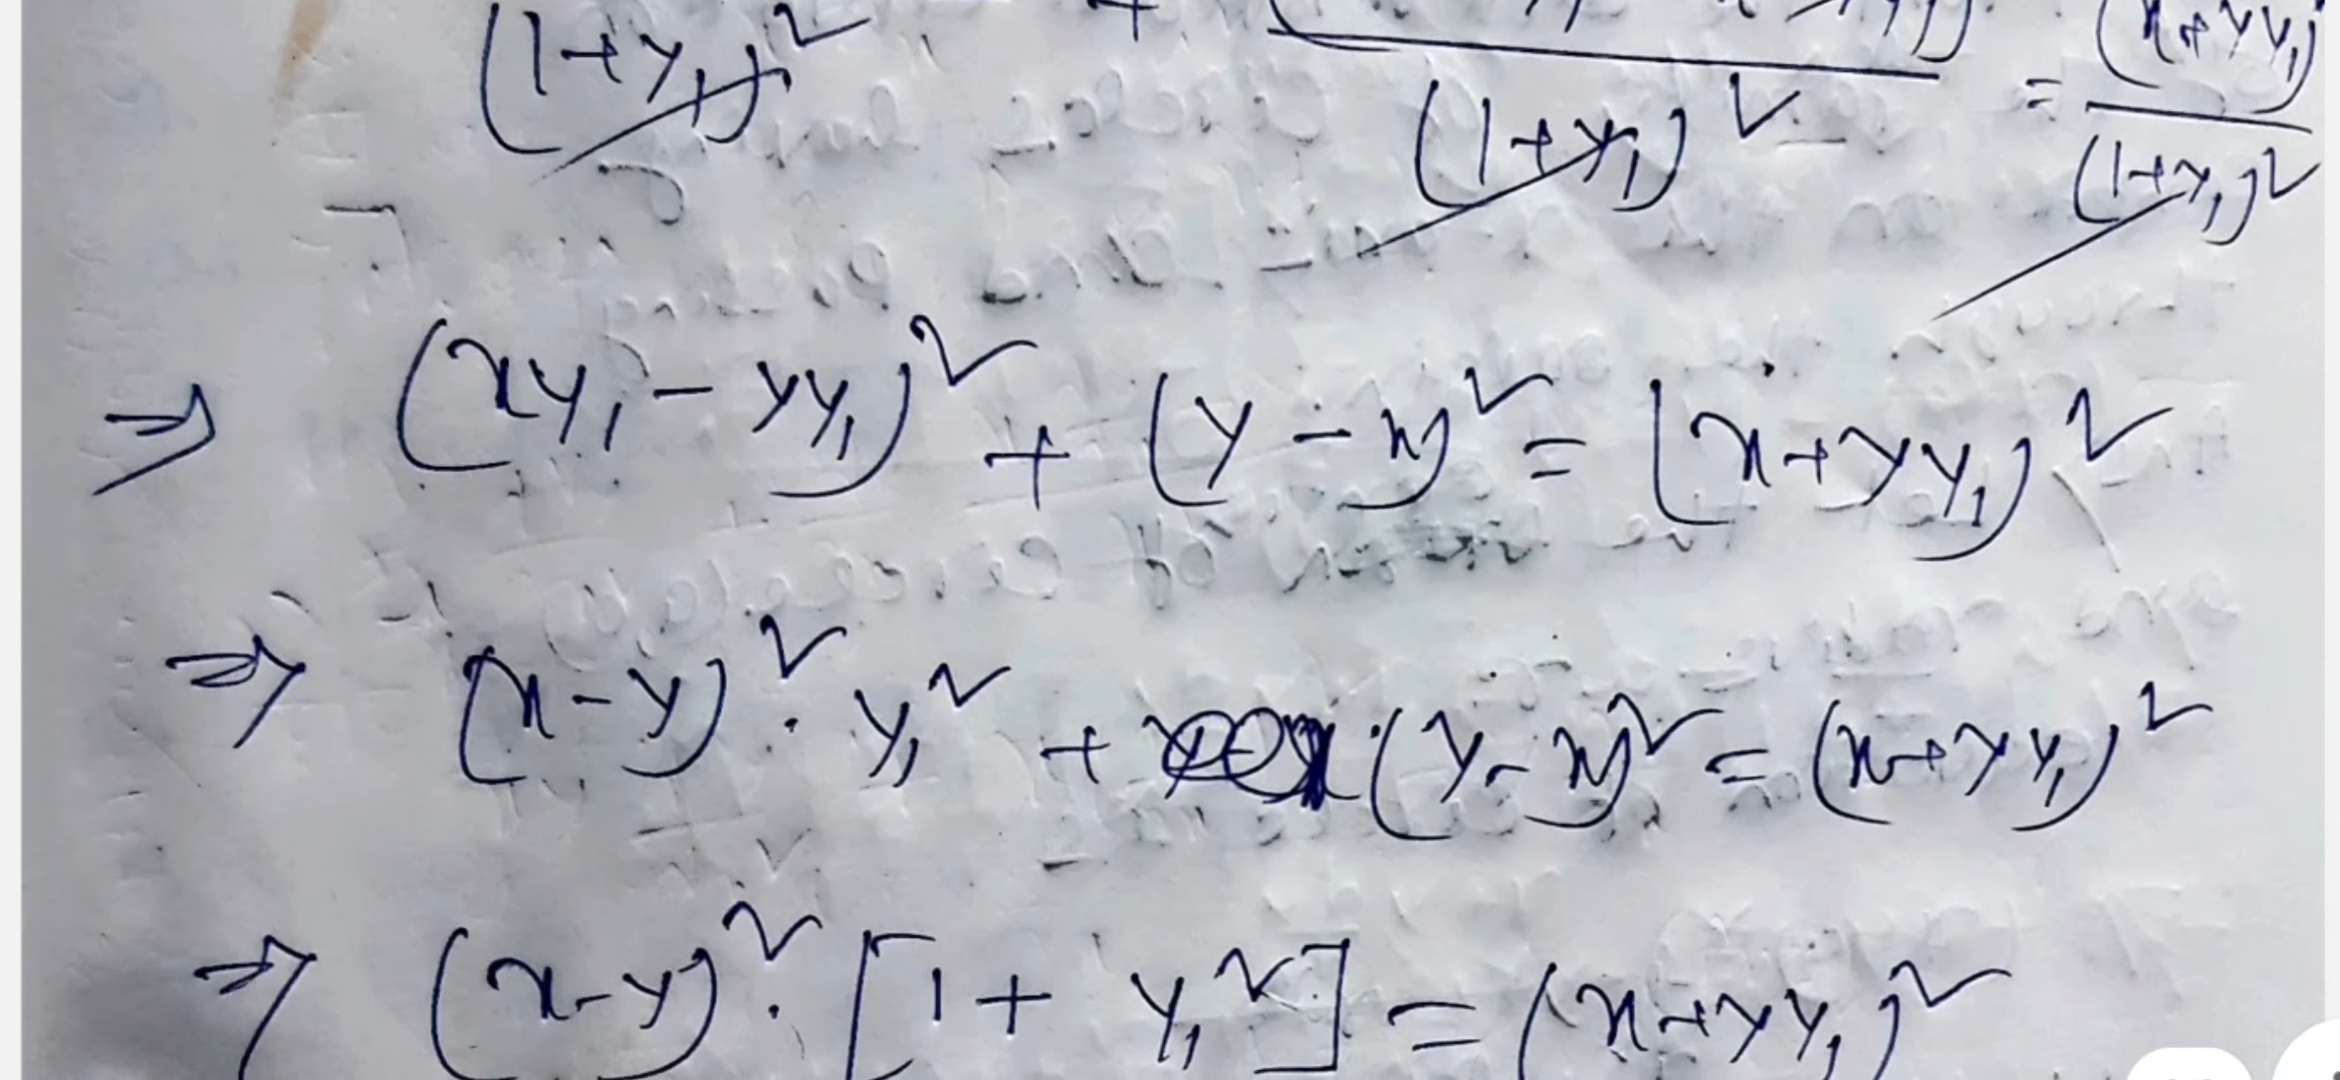 (1+y₁)² + = (x+yy₁)
(1+y₁)² (1+y₁)²
⇒ (xy₁ - yy₁)² + (y - x)² = (x+yy₁)²
⇒ (x-y)² · y₁² + (y-x)² = (x+yy₁)²
⇒ (x-y)² · [1 + y₁²] = (x+yy₁)²